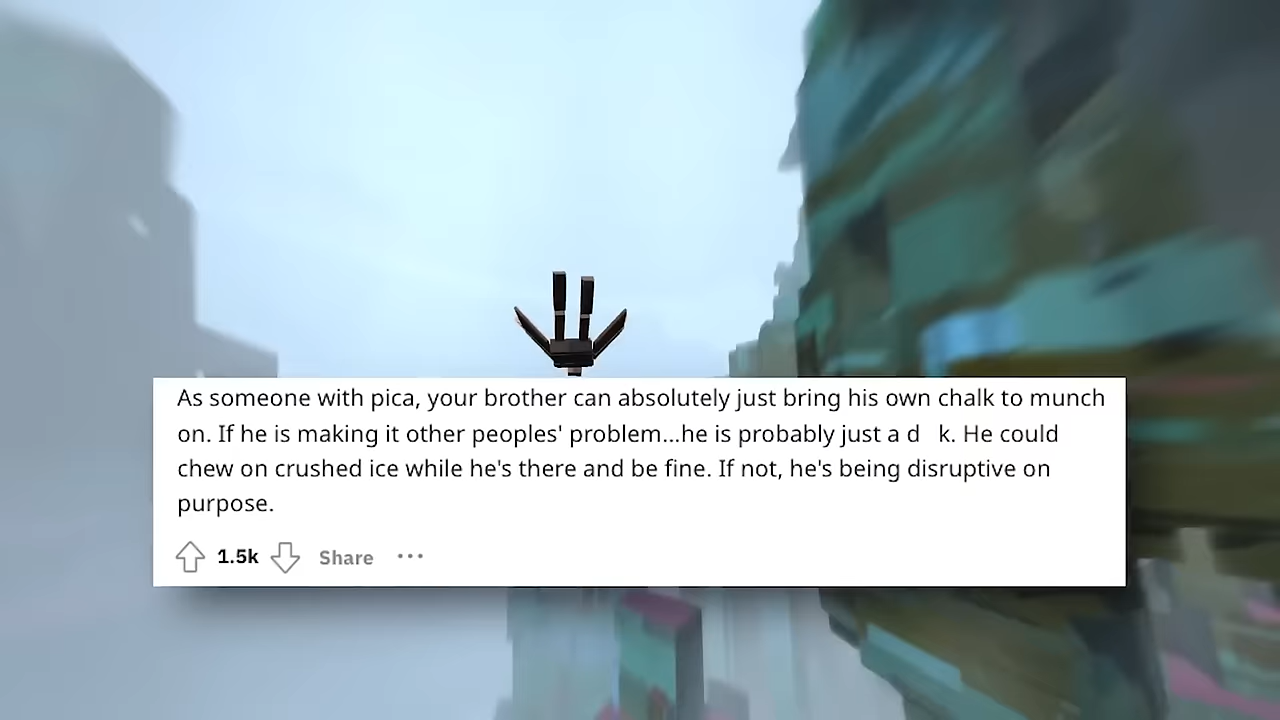 As someone with pica, your brother can absolutely just bring his own chalk to munch
on. If he is making it other peoples' problem...he is probably just a d k. He could
chew on crushed ice while he's there and be fine. If not, he's being disruptive on
purpose.
1.5k Share ...